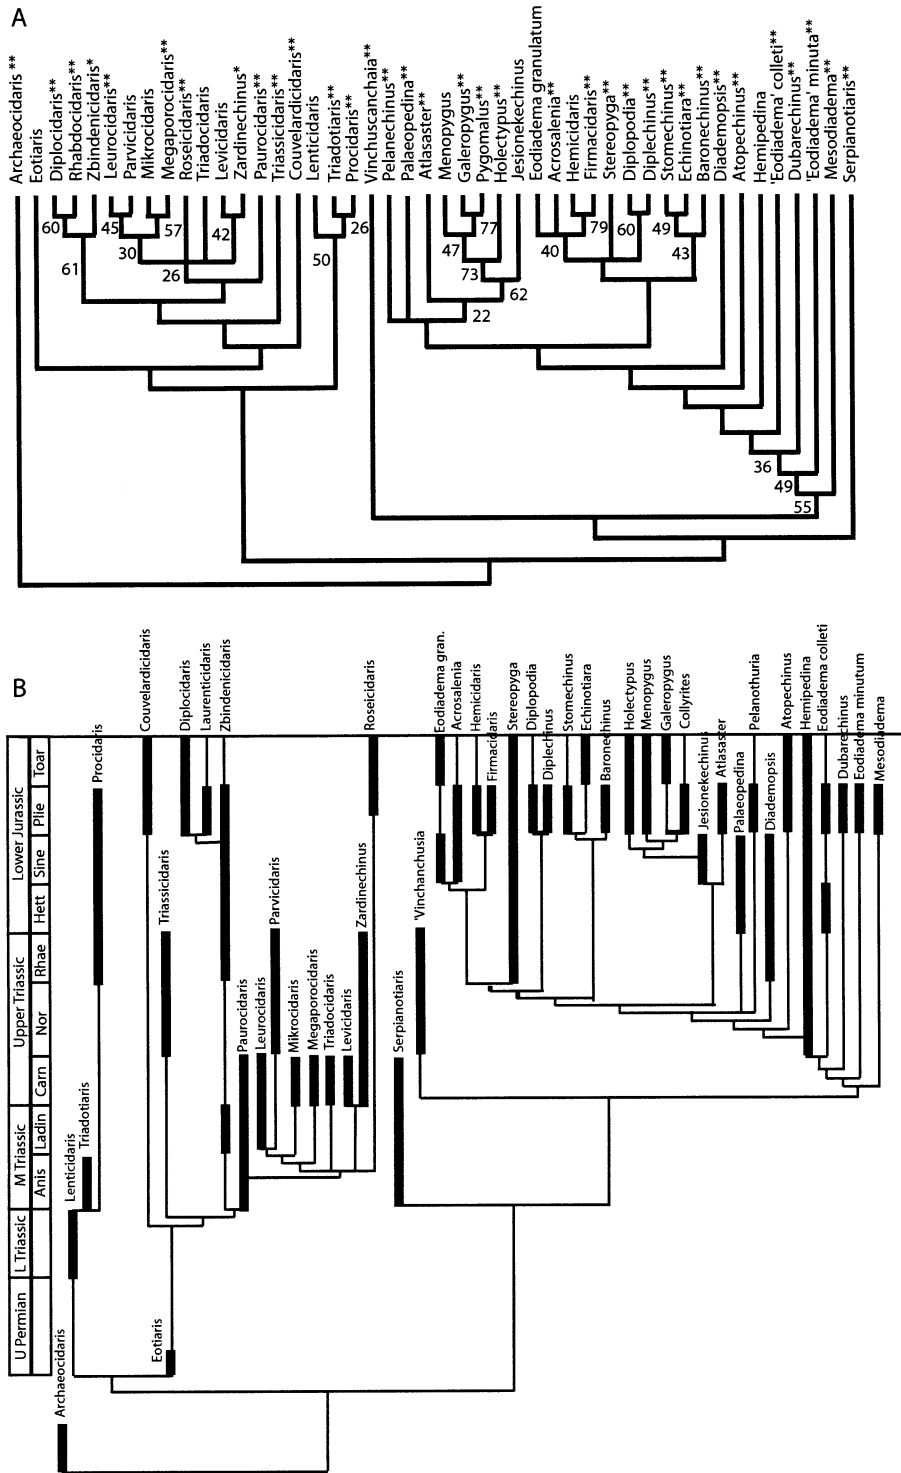 A
Archaeocidaris **
Eotiaris
Diplocidaris**
Rhabdocidaris**
Zbindenicidaris*
Leurocidaris**
Parvicidaris
Mikrocidaris
Megaporocidaris**
Roseicidaris**
Triadocidaris
Levicidaris
Zardinechinus*
Paurocidaris**
Triassicidaris**
Couvelardicidaris**
Lenticidaris
Triadotiaris**
Procidaris**
Vinchuscanchaia**
Pelanechinus**
Palaeopedina**
Atlasaster**
Menopygus
Galeropygus**
Pygomalus**
Holectypus**
Jesionekechinus
Eodiadema granulatum
Acrosalenia**
Hemicidaris
Firmacidaris**
Stereopyga**
Diplopodia**
Diplechinus**
Stomechinus**
Echinotiara**
Baronechinus**
Diademopsis**
Atopechinus**
Hemipedina
'Eodiadema' colleti**
Dubarechinus**
'Eodiadema' minuta**
Mesodiadema**
Serpianotiaris**
60
45
57
42
26
77
79
60
49
30
61
26
50
47
73
62
22
40
43
36
49
55
B
Procidaris
Couvelardicidaris
Diplocidaris
Laurenticidaris
Zbindenicidaris
Roseicidaris
Eodiadema gran.
Acrosalenia
Hemicidaris
Firmacidaris
Stereopyga
Diplopodia
Diplechinus
Stomechinus
Echinotiara
Baronechinus
Holectypus
Menopygus
Galeropygus
Collyrites
Jesionekechinus
Atlasaster
Palaeopedina
Pelanothuria
Diademopsis
Atopechinus
Hemipedina
Eodiadema colleti
Dubarechinus
Eodiadema minutum
Mesodiadema
Triassicidaris
Parvicidaris
Zardinechinus
'Vinchanchusia
Paurocidaris
Leurocidaris
Mikrocidaris
Megaporocidaris
Triadocidaris
Levicidaris
Serpianotiaris
Lenticidaris
Triadotiaris
Eotiaris
Archaeocidaris
Lower Jurassic
Toar
Plie
Sine
Hett
Upper Triassic
Rhae
Nor
Carn
M Triassic
Ladin
Anis
L Triassic
U Permian